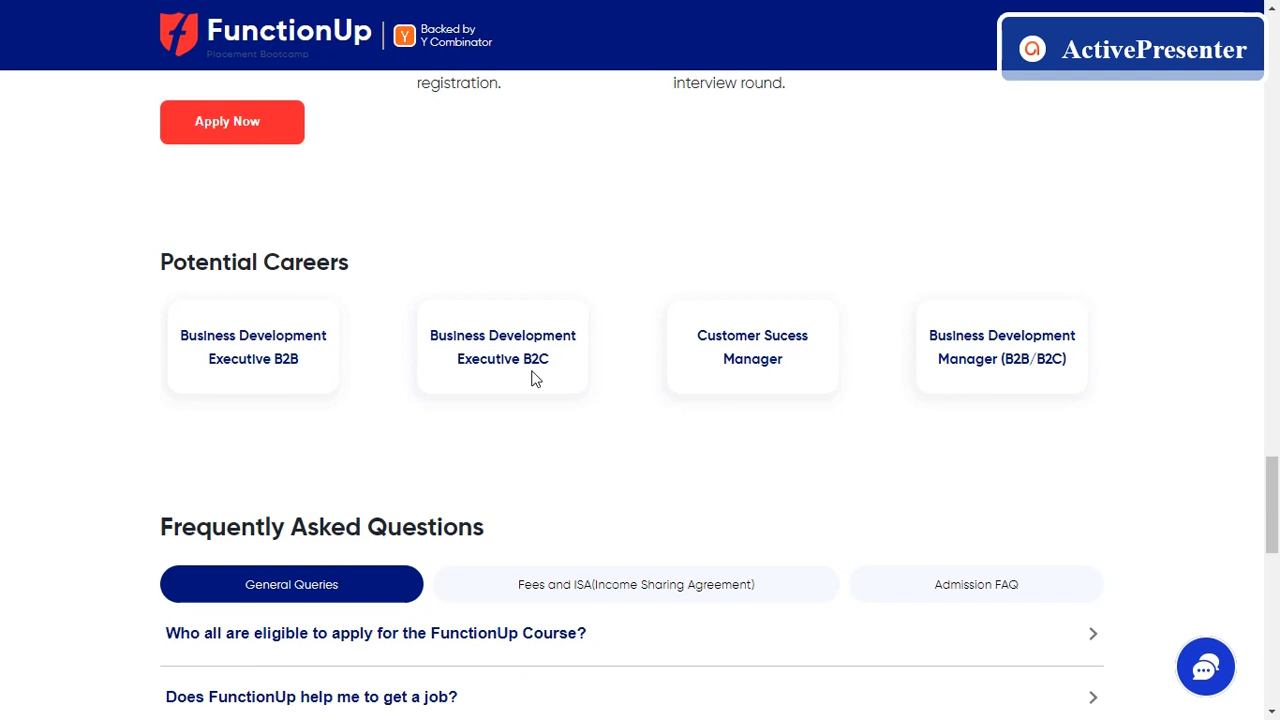 FunctionUp
Placement Bootcamp
Backed by
Y Combinator
ActivePresenter
registration.
interview round.
Apply Now
Potential Careers
Business Development
Executive B2B
Business Development
Executive B2C
Customer Sucess
Manager
Business Development
Manager (B2B/B2C)
Frequently Asked Questions
General Queries
Fees and ISA(Income Sharing Agreement)
Admission FAQ
Who all are eligible to apply for the FunctionUp Course?
Does FunctionUp help me to get a job?